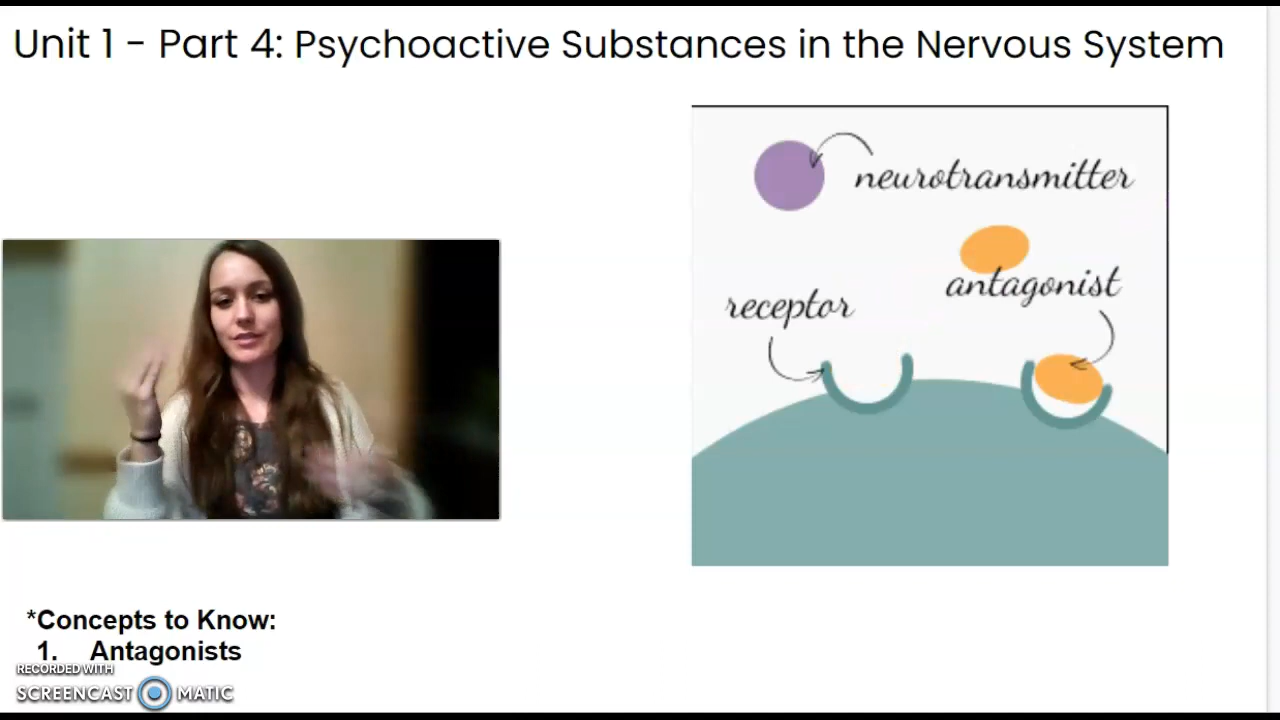 Unit 1 - Part 4: Psychoactive Substances in the Nervous System
neurotransmitter
antagonist
receptor
*Concepts to Know:
1. Antagonists
RECORDED WITH
SCREENCAST MATIC